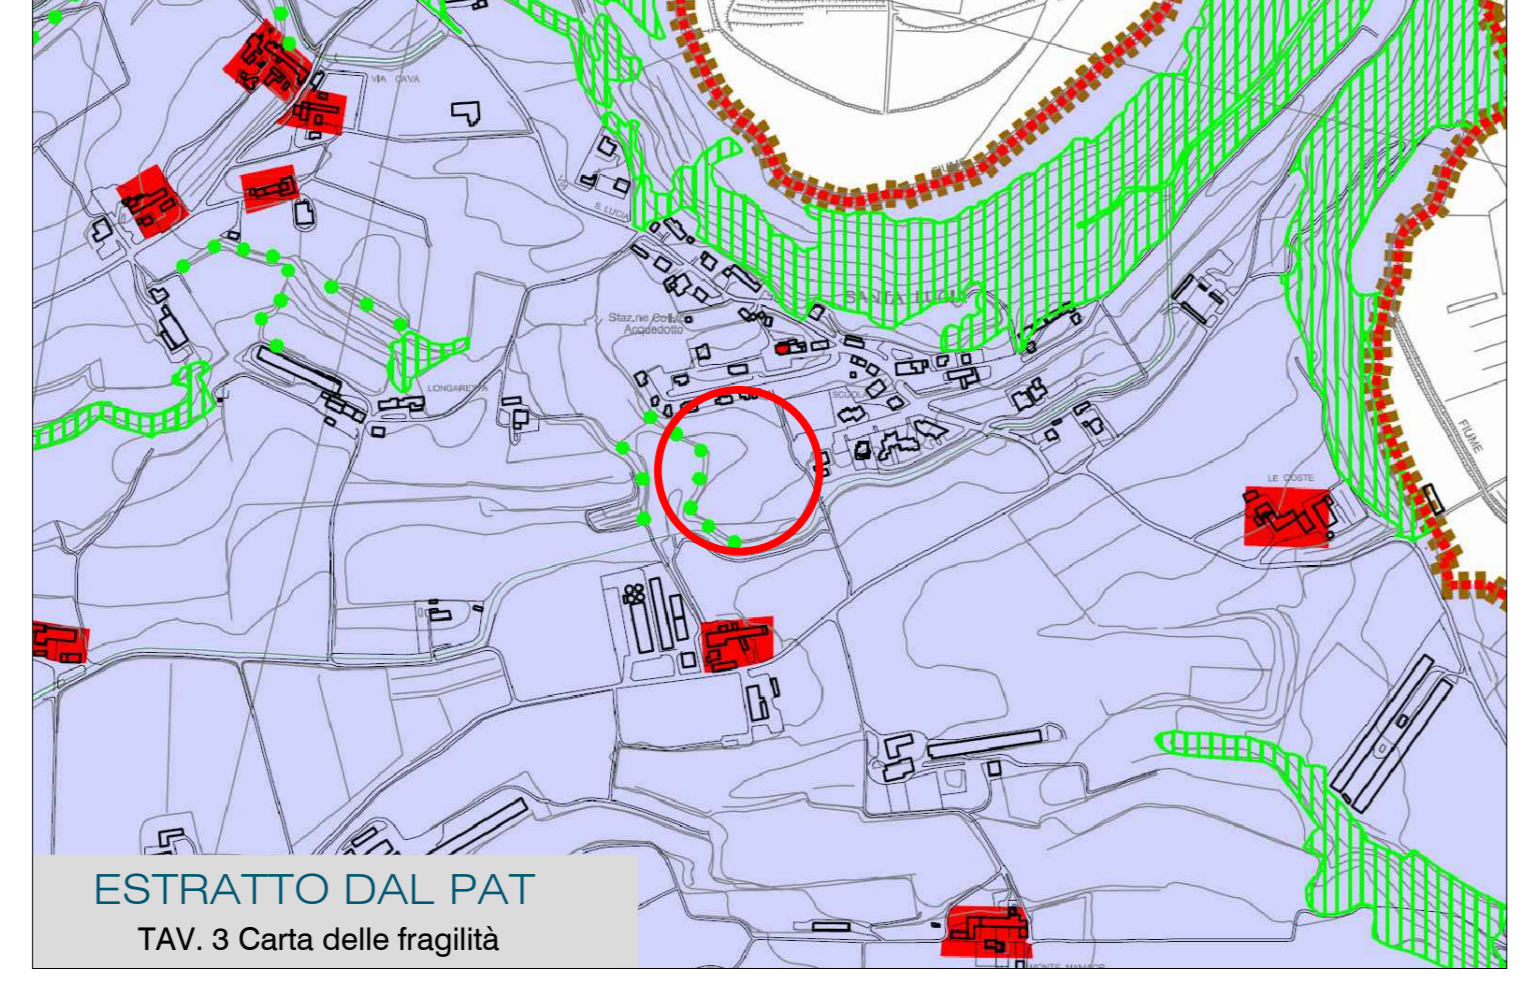 VIA CAVA
FIUME
S. LUCIA
SANTA LUCIA
Staz.ne
Acquedotto
SCUOLA
FIUME
LE COSTE
ESTRATTO DAL PAT
TAV. 3 Carta delle fragilità